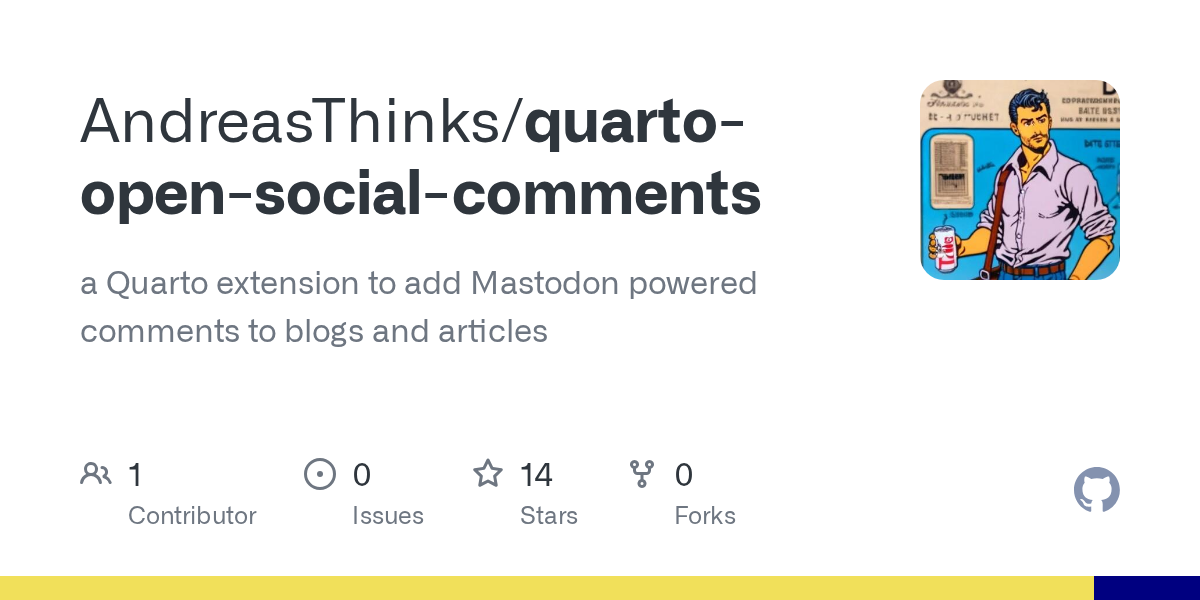 AndreasThinks/quarto-
open-social-comments
a Quarto extension to add Mastodon powered
comments to blogs and articles
1
Contributor
0
Issues
14
Stars
0
Forks